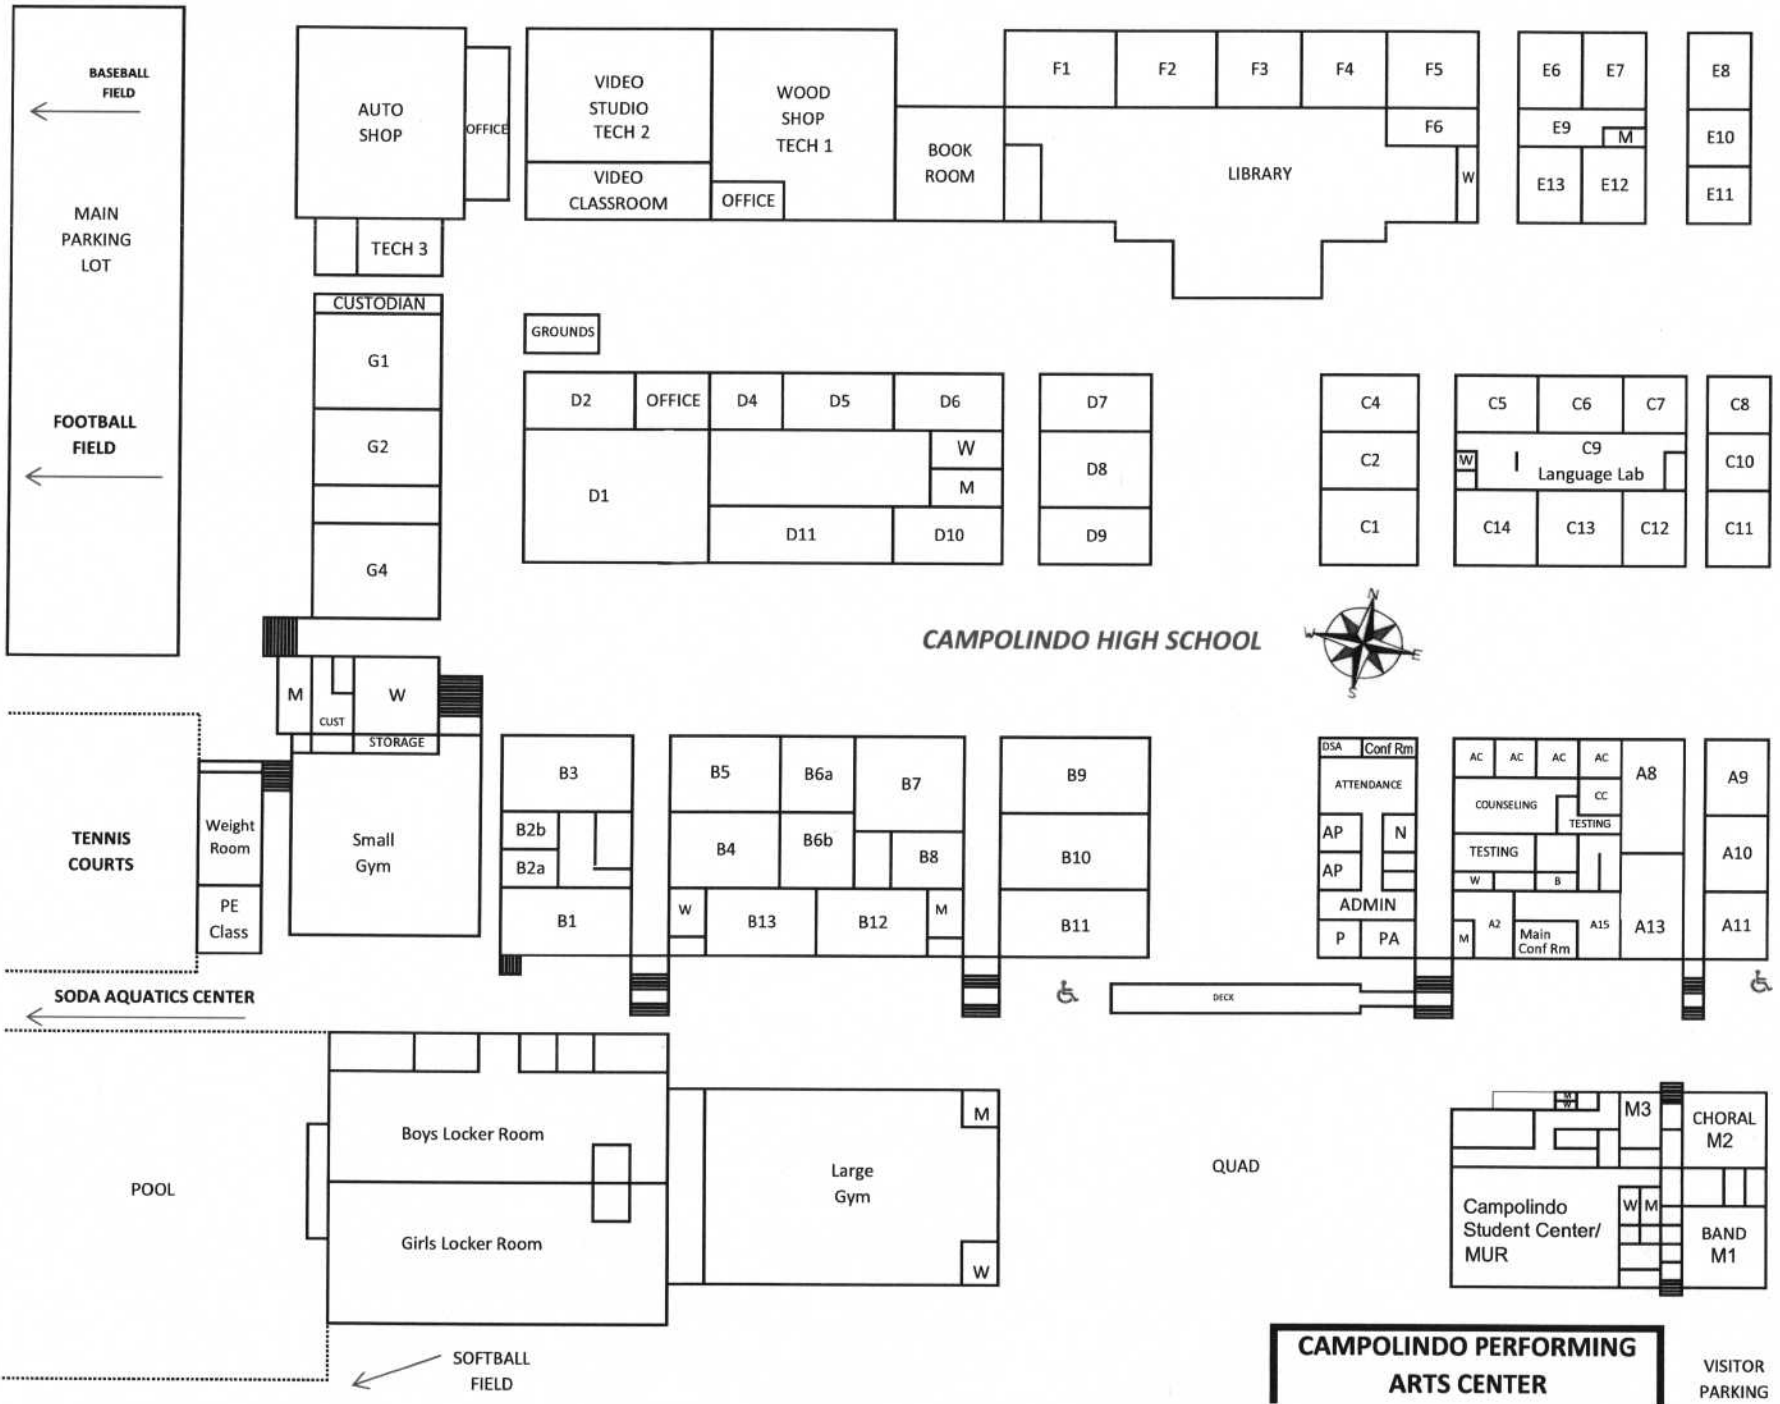 BASEBALL
FIELD
MAIN
PARKING
LOT
FOOTBALL
FIELD
AUTO
SHOP
OFFICE
TECH 3
VIDEO
STUDIO
TECH 2
VIDEO
CLASSROOM
WOOD
SHOP
TECH 1
OFFICE
BOOK
ROOM
F1
F2
F3
F4
F5
F6
LIBRARY
W
E6
E7
E8
E9
M
E10
E13
E12
E11
CUSTODIAN
G1
G2
G4
GROUNDS
D2
OFFICE
D4
D5
D6
W
M
D1
D11
D10
D7
D8
D9
C4
C2
C1
C5
C6
C7
C9
Language Lab
W
C14
C13
C12
C8
C10
C11
CAMPOLINDO HIGH SCHOOL
N
W
E
S
M
CUST
W
STORAGE
TENNIS
COURTS
Weight
Room
PE
Class
Small
Gym
B3
B2b
B2a
B1
B5
B6a
B7
B4
B6b
B8
W
B13
B12
M
B9
B10
B11
DSA
Conf Rm
ATTENDANCE
AP
N
AP
ADMIN
P
PA
AC
AC
AC
AC
COUNSELING
CC
TESTING
TESTING
W
B
M
A2
Main
Conf Rm
A15
A8
A13
A9
A10
A11
SODA AQUATICS CENTER
DECK
POOL
Boys Locker Room
Girls Locker Room
Large
Gym
M
W
QUAD
M
W
M3
CHORAL
M2
Campolindo
Student Center/
MUR
W
M
BAND
M1
SOFTBALL
FIELD
CAMPOLINDO PERFORMING
ARTS CENTER
VISITOR
PARKING